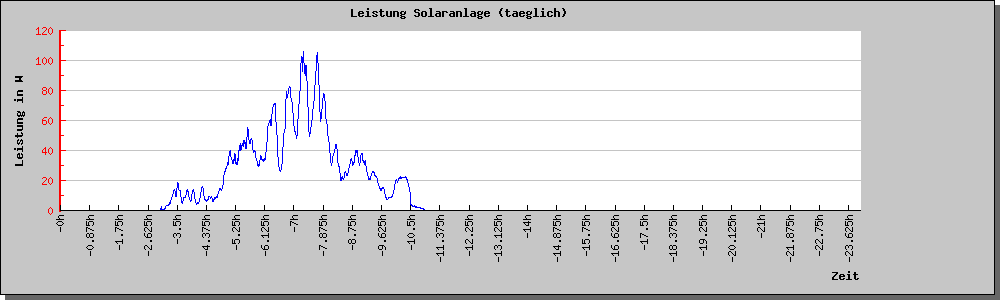 Leistung Solaranlage (taeglich)
Leistung in W
120
100
80
60
40
20
0
-0h
-0.875h
-1.75h
-2.625h
-3.5h
-4.375h
-5.25h
-6.125h
-7h
-7.875h
-8.75h
-9.625h
-10.5h
-11.375h
-12.25h
-13.125h
-14h
-14.875h
-15.75h
-16.625h
-17.5h
-18.375h
-19.25h
-20.125h
-21h
-21.875h
-22.75h
-23.625h
Zeit